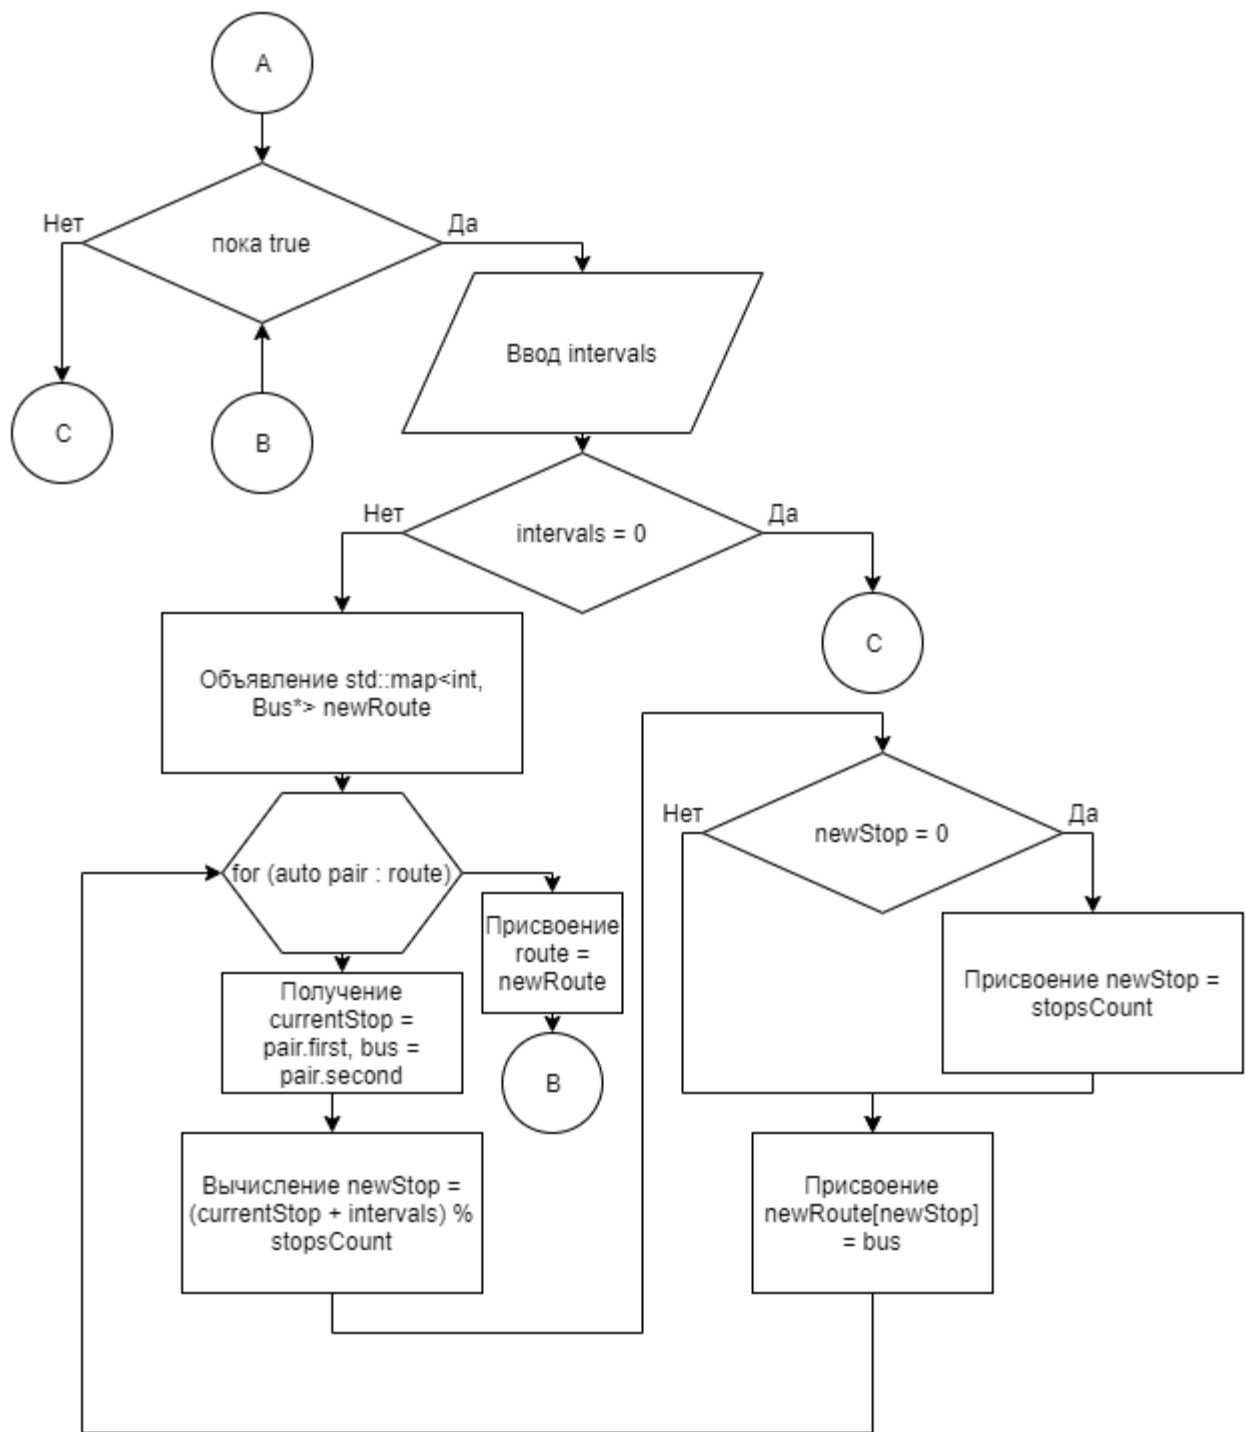 A
Нет
Да
пока true
Ввод intervals
C
B
Нет
Да
intervals = 0
C
Объявление std::map<int,
Bus*> newRoute
for (auto pair : route)
Присвоение
route =
newRoute
B
Получение
currentStop =
pair.first, bus =
pair.second
Вычисление newStop =
(currentStop + intervals) %
stopsCount
Нет
Да
newStop = 0
Присвоение newStop =
stopsCount
Присвоение
newRoute[newStop]
= bus